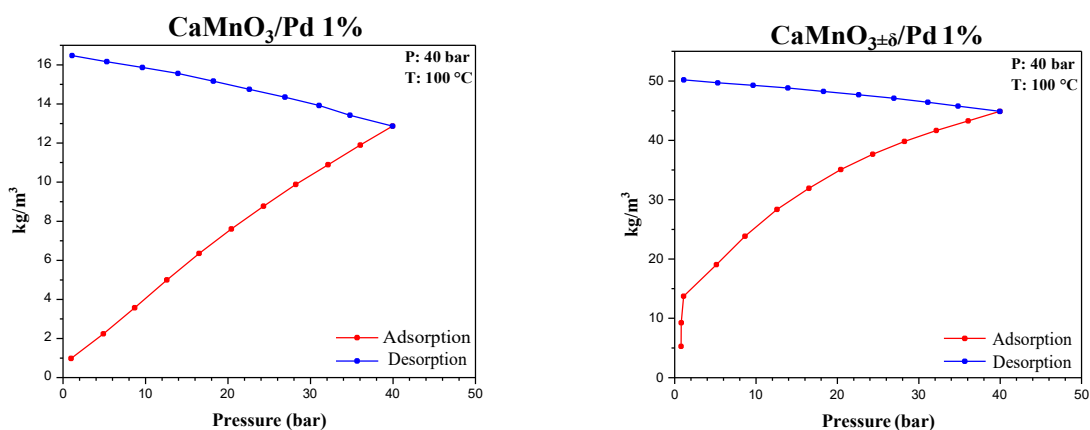 CaMnO₃/Pd 1%
P: 40 bar
T: 100 °C
16
14
12
10
8
6
4
2
0
kg/m³
Adsorption
Desorption
0 10 20 30 40 50
Pressure (bar)
CaMnO₃±δ/Pd 1%
P: 40 bar
T: 100 °C
50
40
30
20
10
0
kg/m³
Adsorption
Desorption
0 10 20 30 40 50
Pressure (bar)